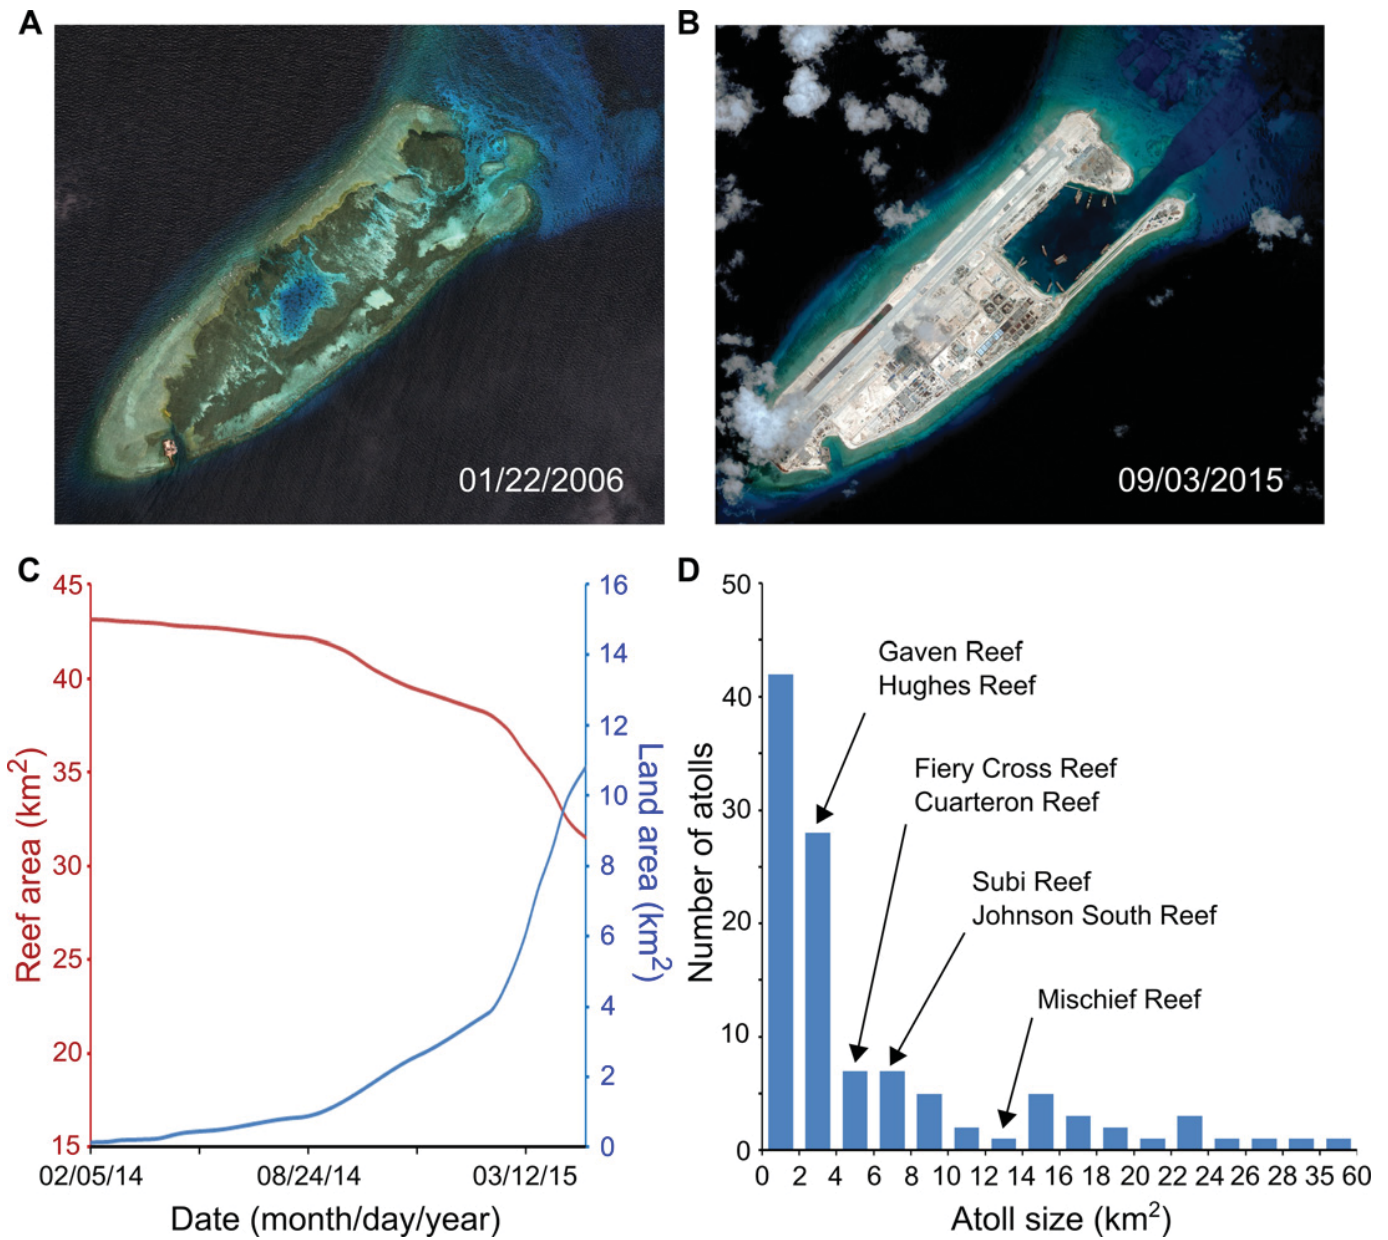 A
B
01/22/2006
09/03/2015
C
Reef area (km²)
45
40
35
30
25
20
15
Land area (km²)
16
14
12
10
8
6
4
2
0
02/05/14
08/24/14
03/12/15
Date (month/day/year)
D
Number of atolls
50
40
30
20
10
0
Gaven Reef
Hughes Reef
Fiery Cross Reef
Cuarteron Reef
Subi Reef
Johnson South Reef
Mischief Reef
0 2 4 6 8 10 12 14 16 18 20 22 24 26 28 35 60
Atoll size (km²)